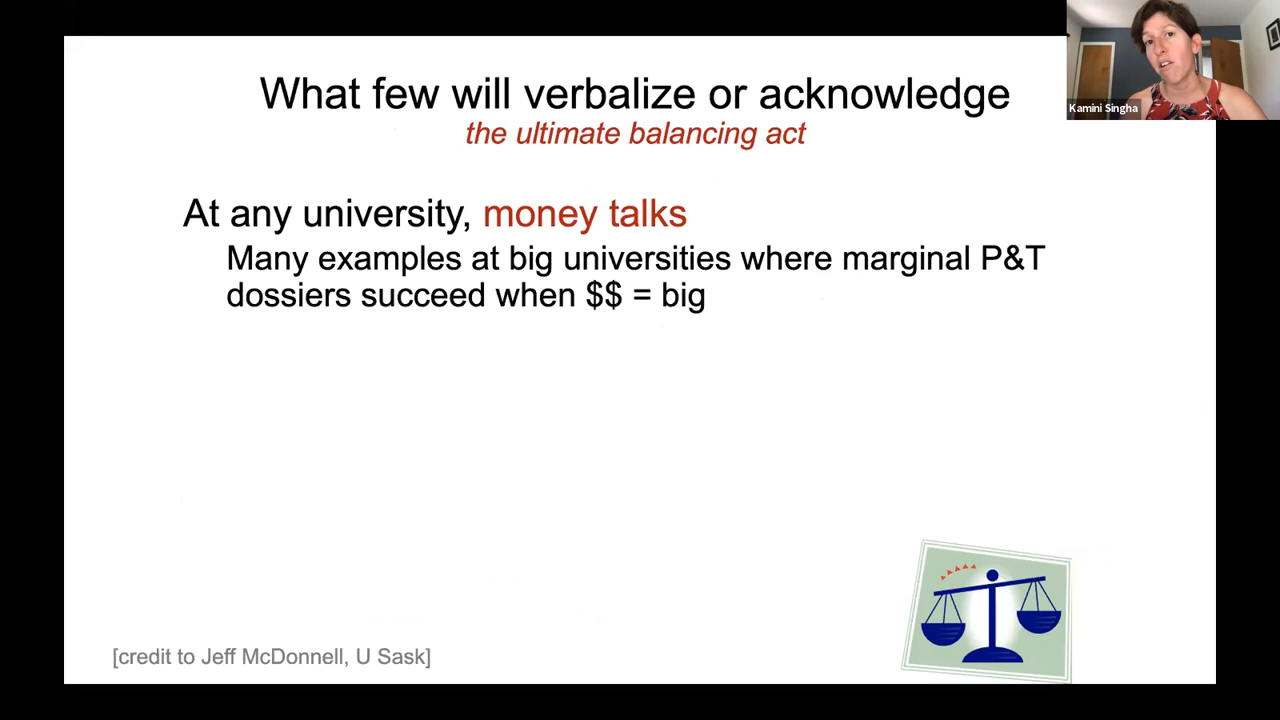 What few will verbalize or acknowledge
the ultimate balancing act
Kamini Singha
At any university, money talks
Many examples at big universities where marginal P&T
dossiers succeed when $$ = big
[credit to Jeff McDonnell, U Sask]